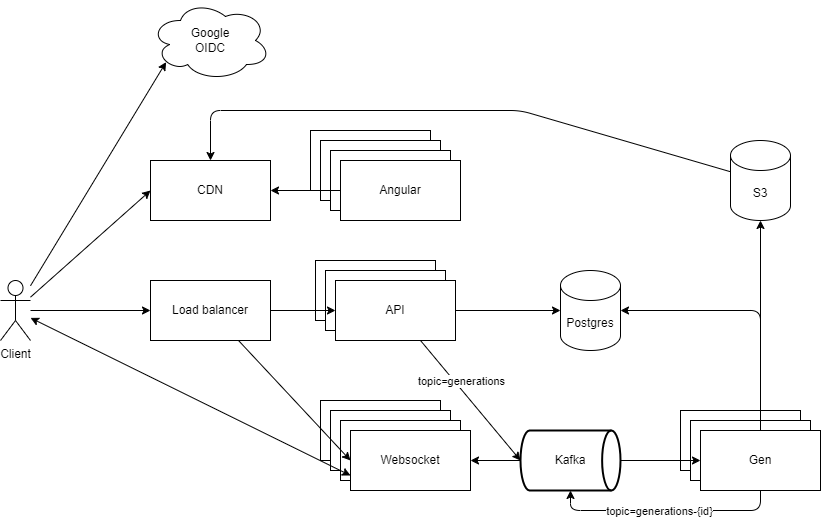 Google
OIDC
CDN
Angular
S3
Client
Load balancer
API
Postgres
topic=generations
Websocket
Kafka
Gen
topic=generations-{id}